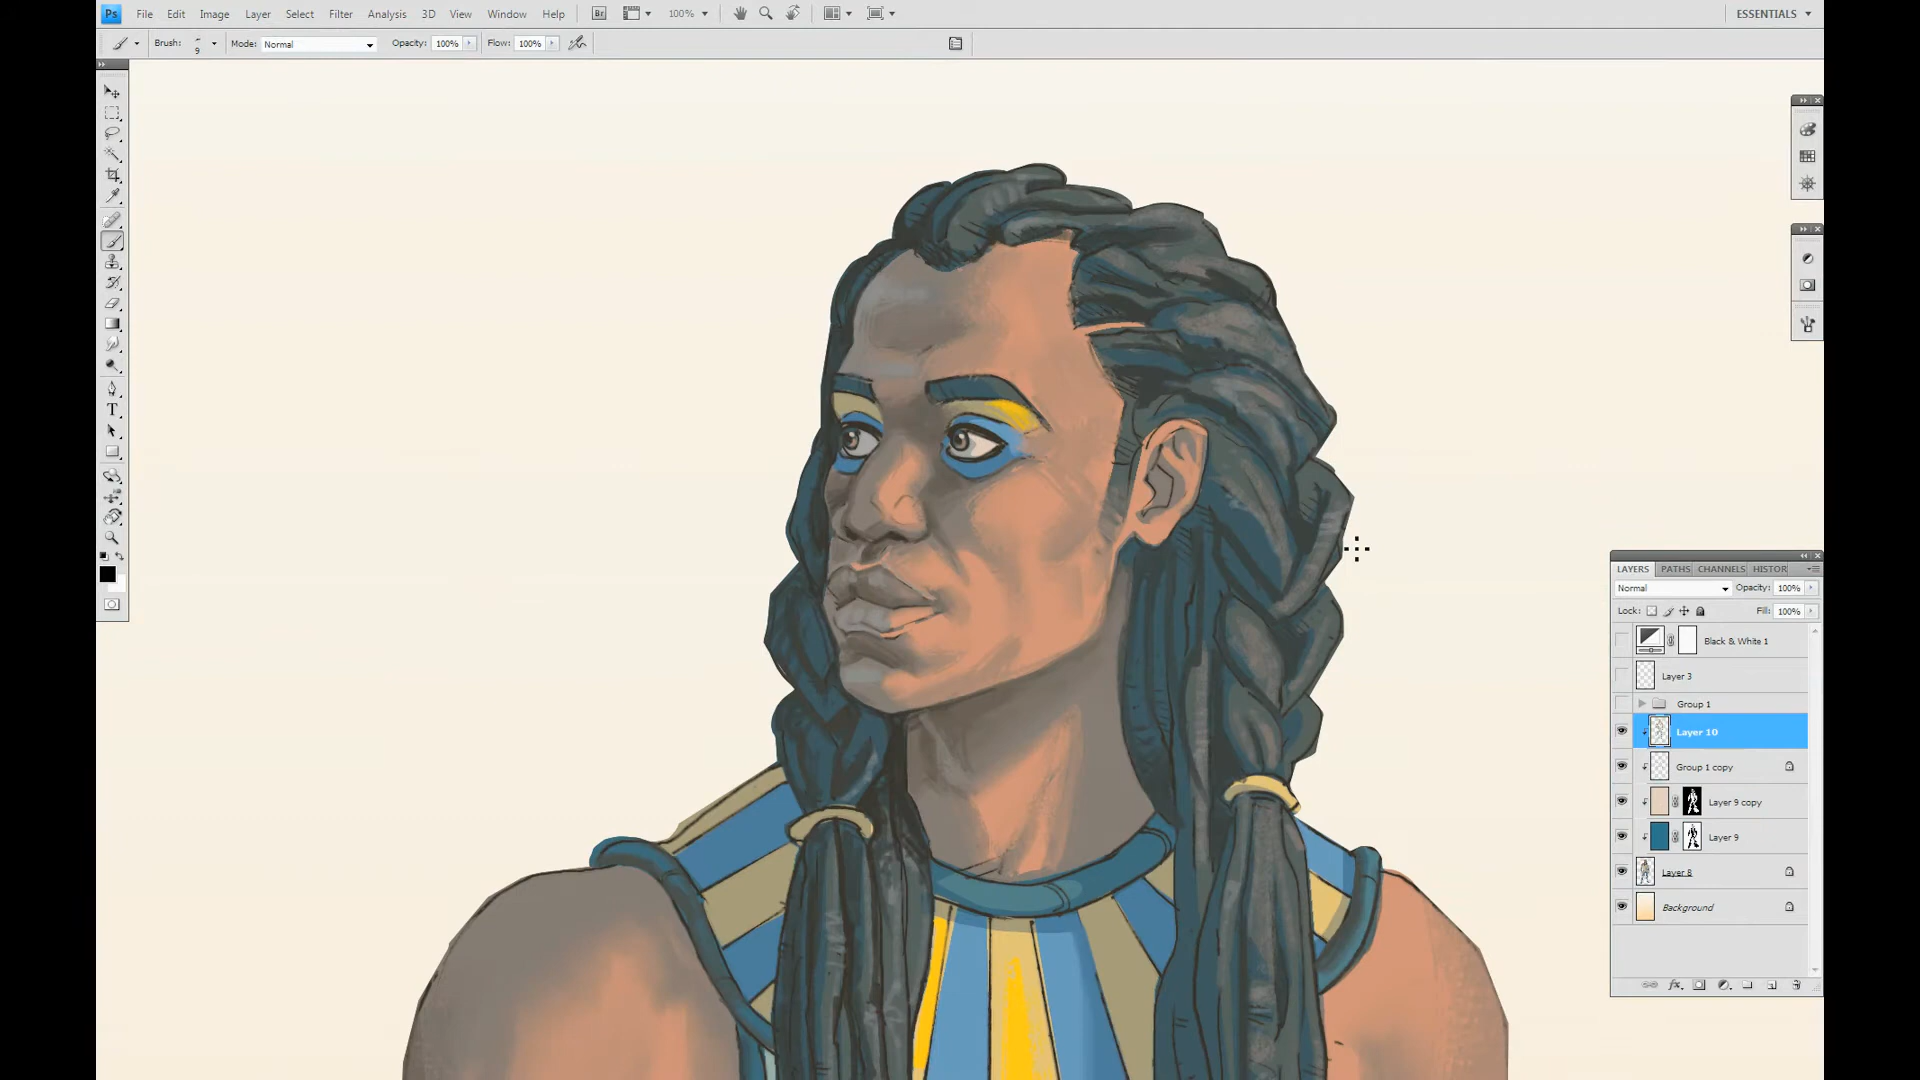 Ps File Edit Image Layer Select Filter Analysis 3D View Window Help Br 100% ESSENTIALS
Brush: 9 Mode: Normal Opacity: 100% Flow: 100%
LAYERS PATHS CHANNELS HISTOR
Normal Opacity: 100%
Lock: Fill: 100%
Black & White 1
Layer 3
Group 1
Layer 10
Group 1 copy
Layer 9 copy
Layer 9
Layer 8
Background